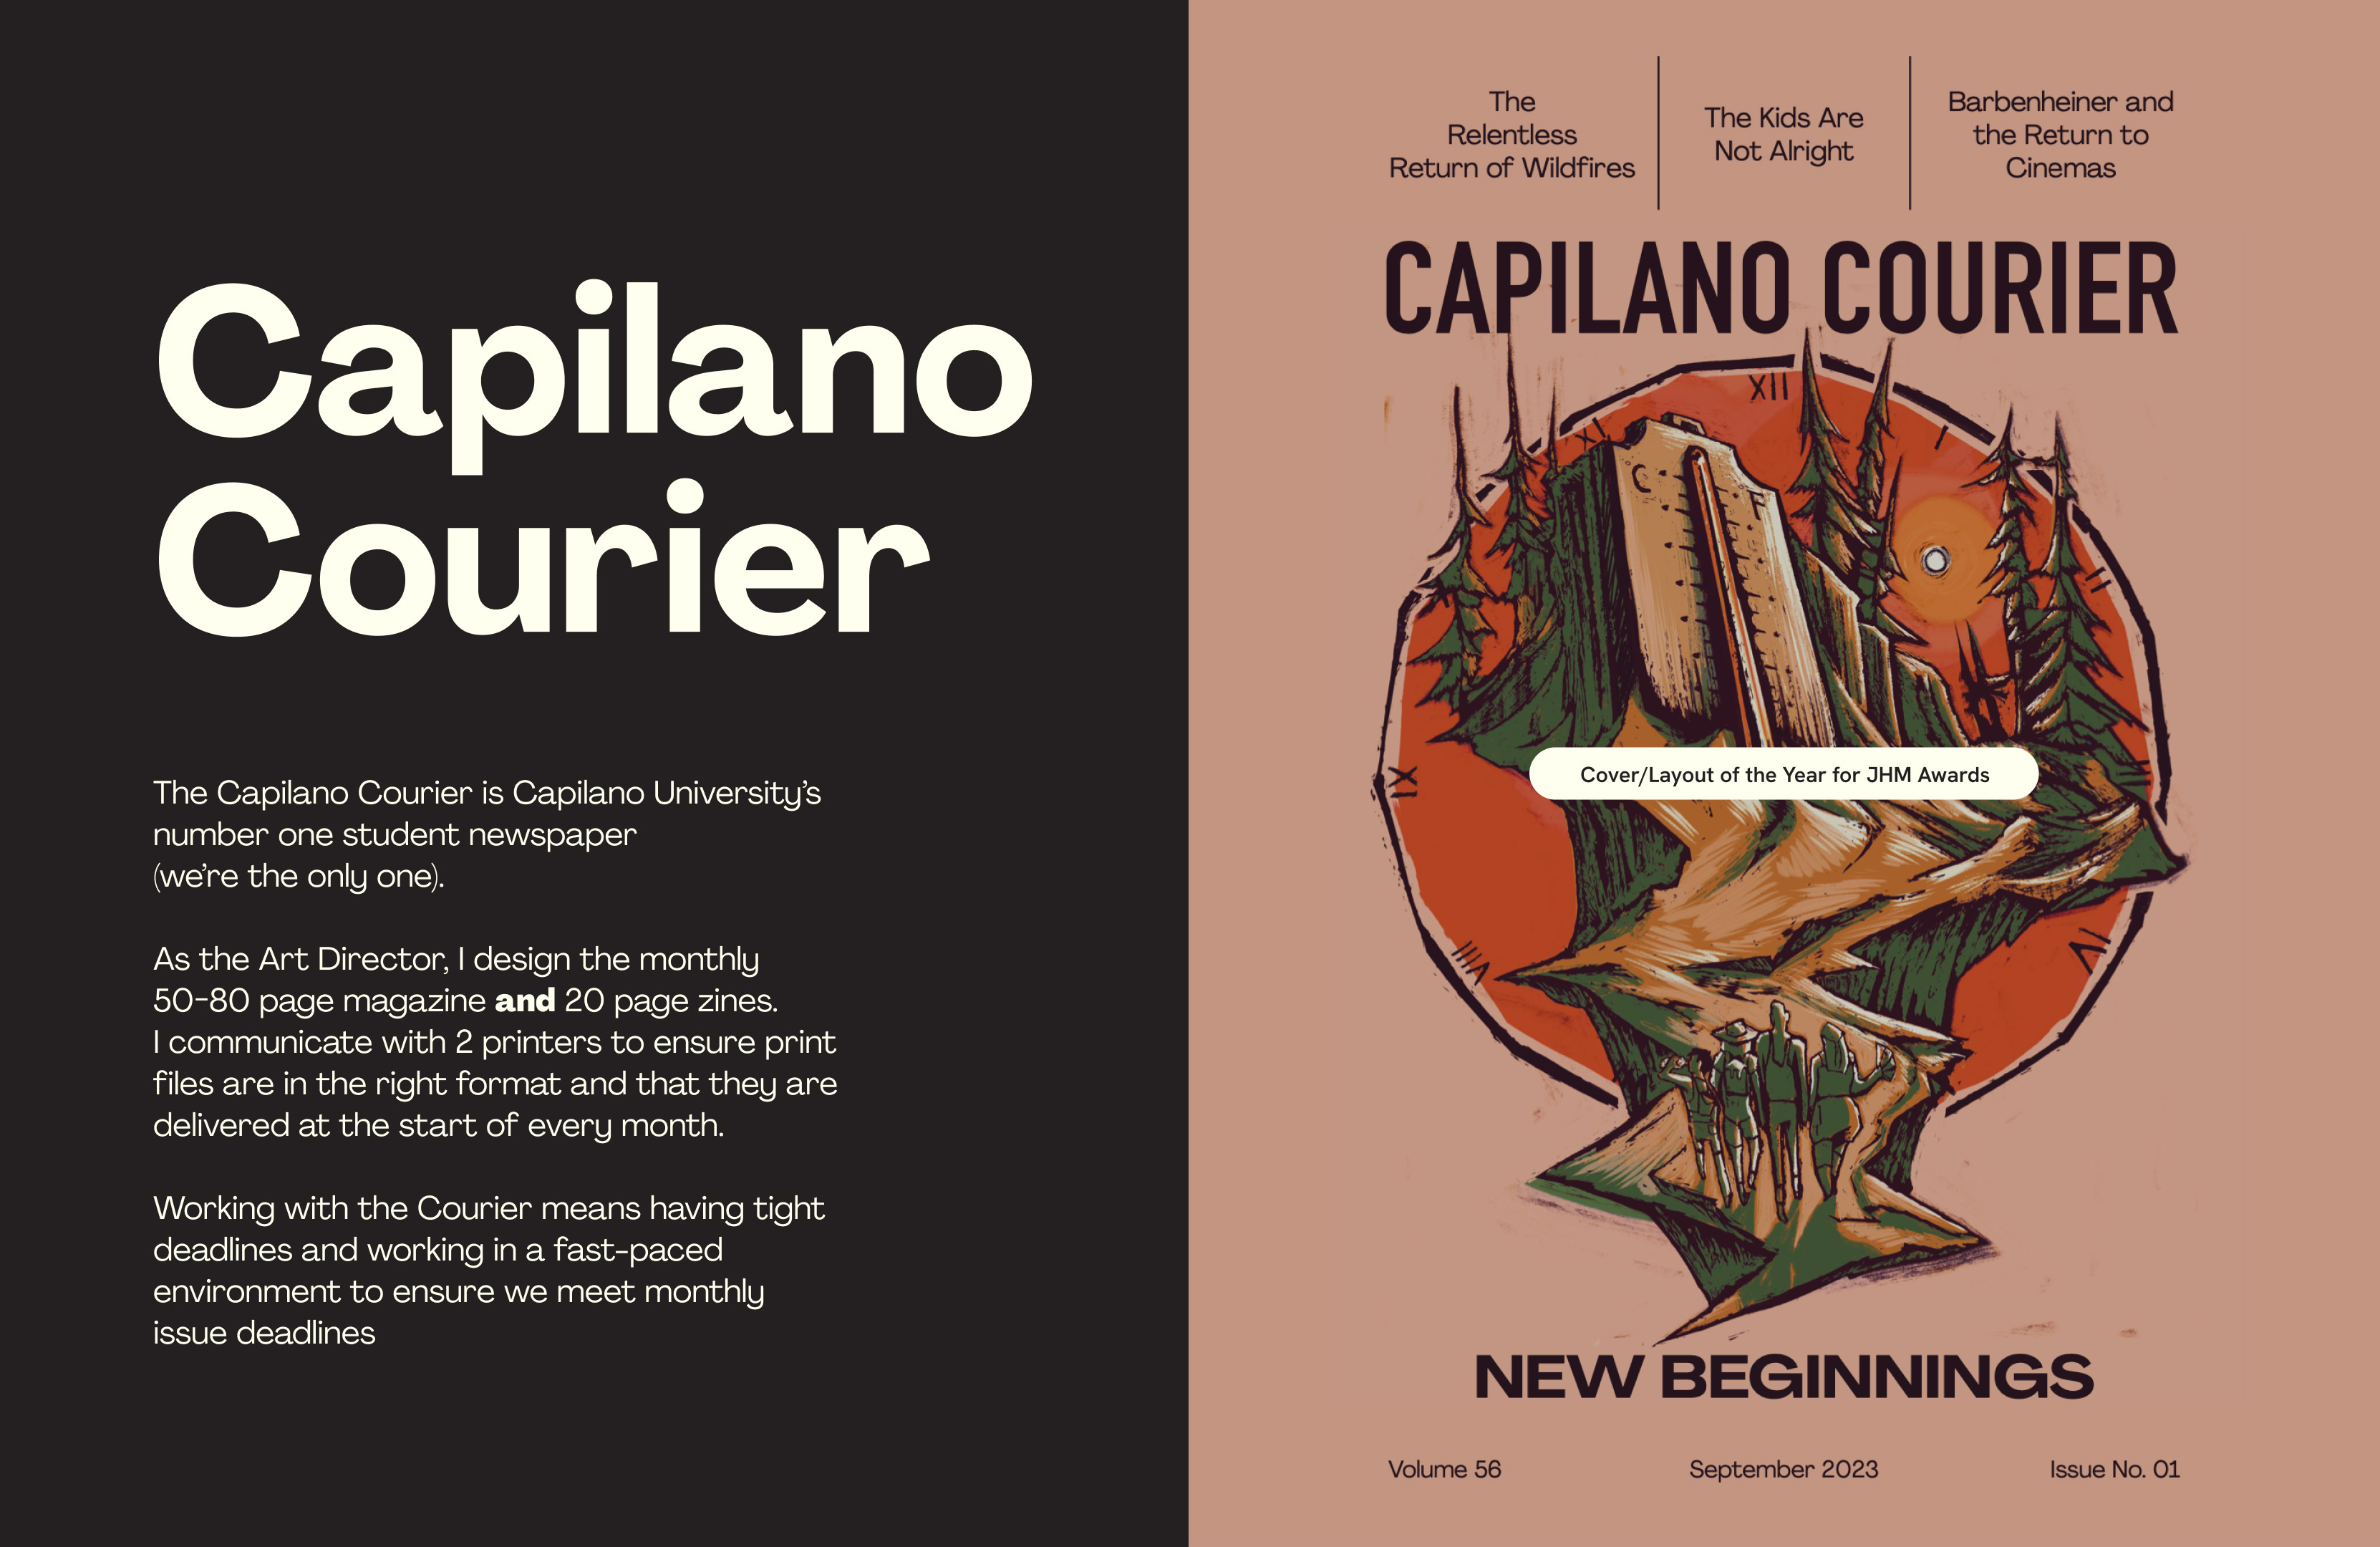 Capilano
Courier
The Capilano Courier is Capilano University’s
number one student newspaper
(we’re the only one).
As the Art Director, I design the monthly
50-80 page magazine and 20 page zines.
I communicate with 2 printers to ensure print
files are in the right format and that they are
delivered at the start of every month.
Working with the Courier means having tight
deadlines and working in a fast-paced
environment to ensure we meet monthly
issue deadlines
The
Relentless
Return of Wildfires
The Kids Are
Not Alright
Barbenheiner and
the Return to
Cinemas
CAPILANO COURIER
XII
XI
I
C
F
II
Cover/Layout of the Year for JHM Awards
IX
IV
VIII
NEW BEGINNINGS
Volume 56
September 2023
Issue No. 01